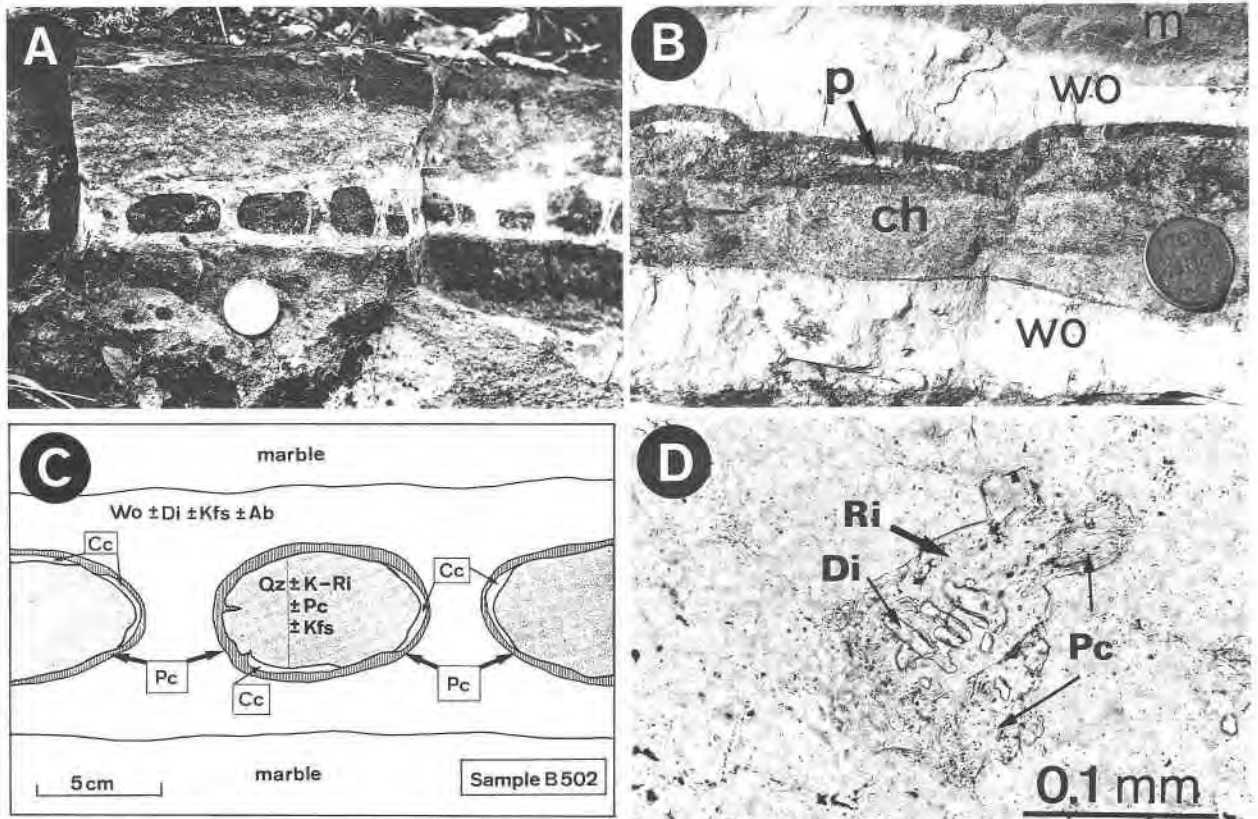 A
B
m
wo
p
ch
wo
C
marble
Wo ±Di ±Kfs ±Ab
Cc
Cc
Qz ± K-Ri
± Pc
± Kfs
Pc
Cc
Pc
marble
5 cm
Sample B 502
D
Ri
Di
Pc
0.1 mm